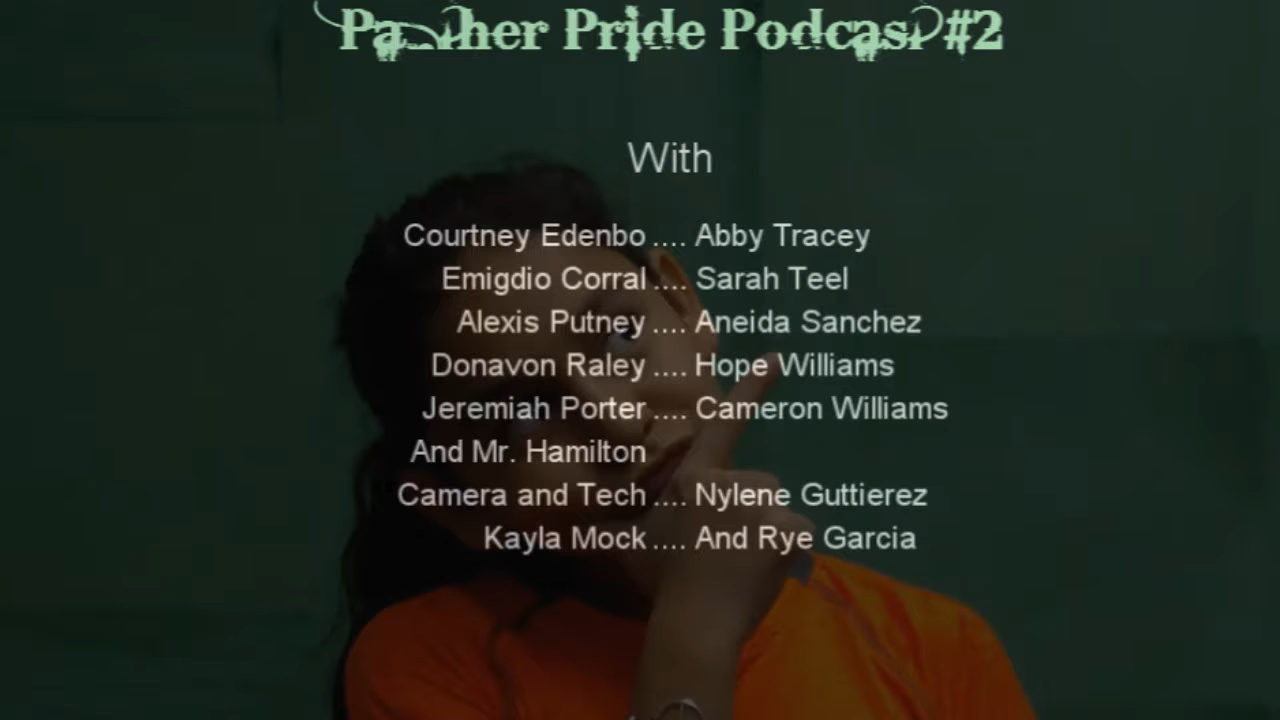 Panther Pride Podcast #2
With
Courtney Edenbo .... Abby Tracey
Emigdio Corral .... Sarah Teel
Alexis Putney .... Aneida Sanchez
Donavon Raley .... Hope Williams
Jeremiah Porter .... Cameron Williams
And Mr. Hamilton
Camera and Tech .... Nylene Guttierez
Kayla Mock .... And Rye Garcia